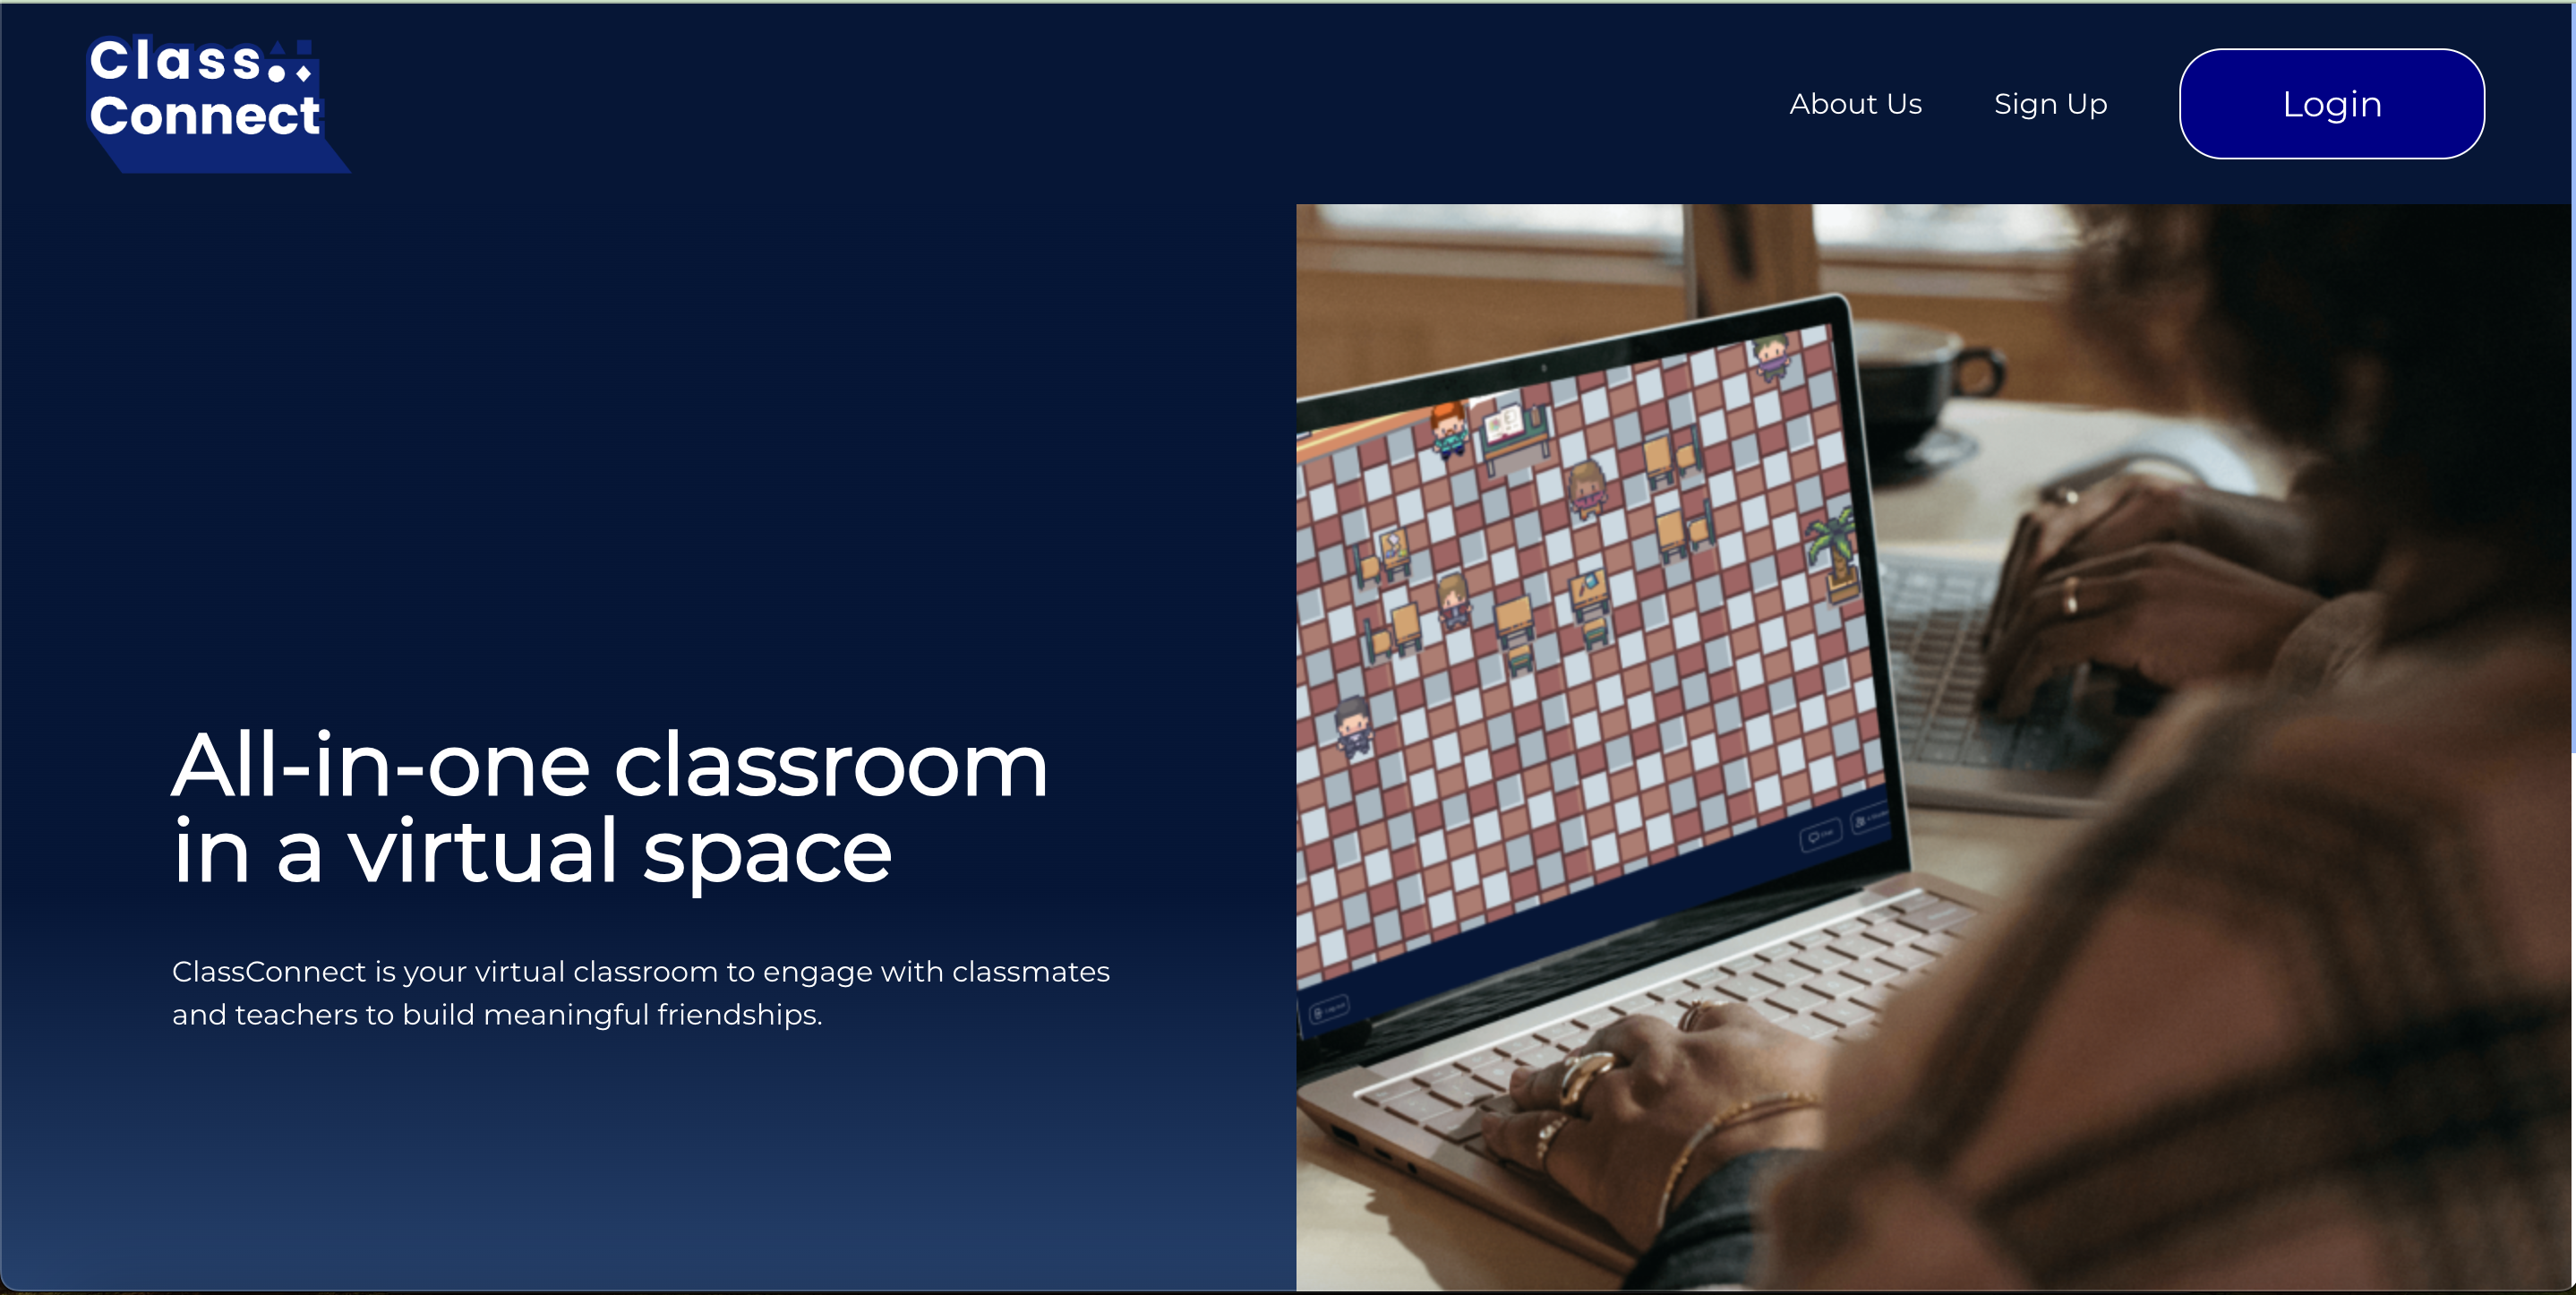 Class
Connect
About Us
Sign Up
Login
All-in-one classroom
in a virtual space
ClassConnect is your virtual classroom to engage with classmates
and teachers to build meaningful friendships.
Chat